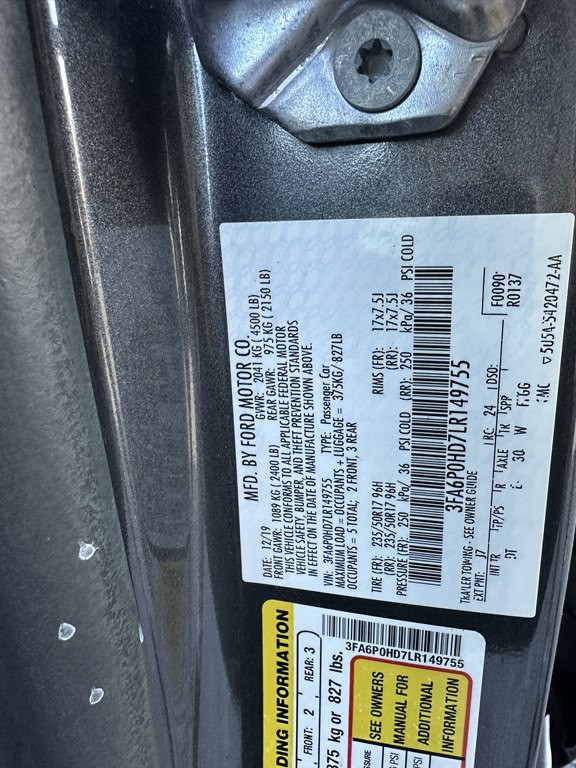 MFD. BY FORD MOTOR CO.
DATE: 12/19 GVWR: 2041 KG ( 4500 LB)
FRONT GAWR: 1089 KG (2400 LB) REAR GAWR: 975 KG ( 2150 LB)
THIS VEHICLE CONFORMS TO ALL APPLICABLE FEDERAL MOTOR
VEHICLE SAFETY, BUMPER, AND THEFT PREVENTION STANDARDS
IN EFFECT ON THE DATE OF MANUFACTURE SHOWN ABOVE.
VIN: 3FA6P0HD7LR149755 TYPE: Passenger Car
MAXIMUM LOAD= OCCUPANTS + LUGGAGE = 375KG/ 827LB
OCCUPANTS = 5 TOTAL: 2 FRONT, 3 REAR
TIRE (FR): 235/50R17 96H RIMS (FR): 17x7.5J
(RR): 235/50R17 96H (RR): 17x7.5J
PRESSURE (FR): 250 kPa/ 36 PSI COLD (RR): 250 kPa/ 36 PSI COLD
3FA6P0HD7LR149755
TRAILER TOWING - SEE OWNER GUIDE
F0090
R0137
EXT PNT: J7 RC: 24 DSO:
INT TR TP/PS R AXLE TR SPP
DT E 30 W
5U5A-5420472-AA
3FA6P0HD7LR149755
DING INFORMATION
FRONT: 2 REAR: 3
375 kg or 827 lbs.
SEE OWNERS
MANUAL FOR
ADDITIONAL
INFORMATION
PSI
PSI